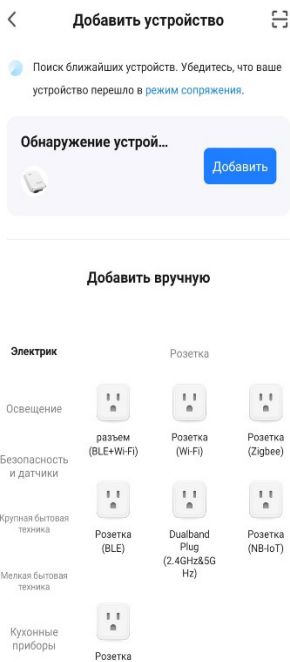 Добавить устройство
Поиск ближайших устройств. Убедитесь, что ваше
устройство перешло в режим сопряжения.
Обнаружение устрой...
Добавить
Добавить вручную
Электрик
Розетка
Освещение
Безопасность
и датчики
Крупная бытовая
техника
Мелкая бытовая
техника
Кухонные
приборы
разъем
(BLE+Wi-Fi)
Розетка
(Wi-Fi)
Розетка
(Zigbee)
Розетка
(BLE)
Dualband
Plug
(2.4GHz&5G
Hz)
Розетка
(NB-IoT)
Розетка